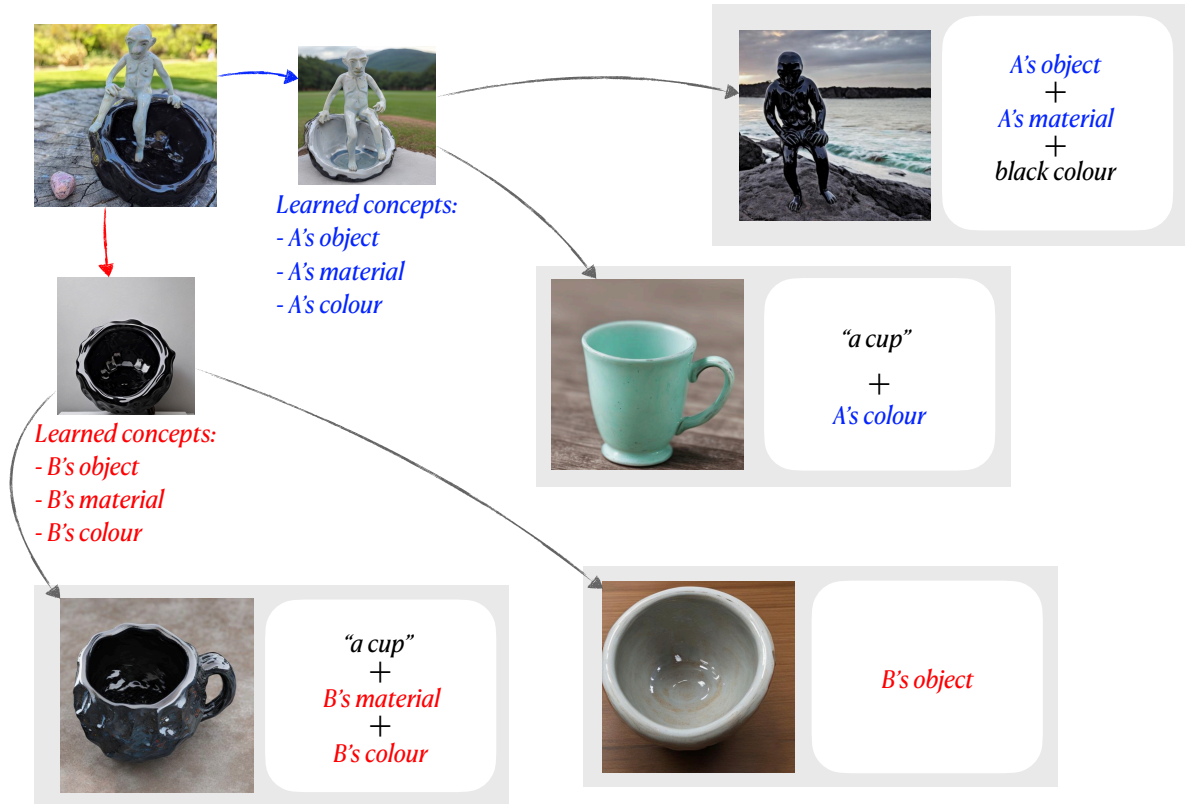 A's object
+
A's material
+
black colour
Learned concepts:
- A's object
- A's material
- A's colour
“a cup”
+
A's colour
Learned concepts:
- B's object
- B's material
- B's colour
“a cup”
+
B's material
+
B's colour
B's object